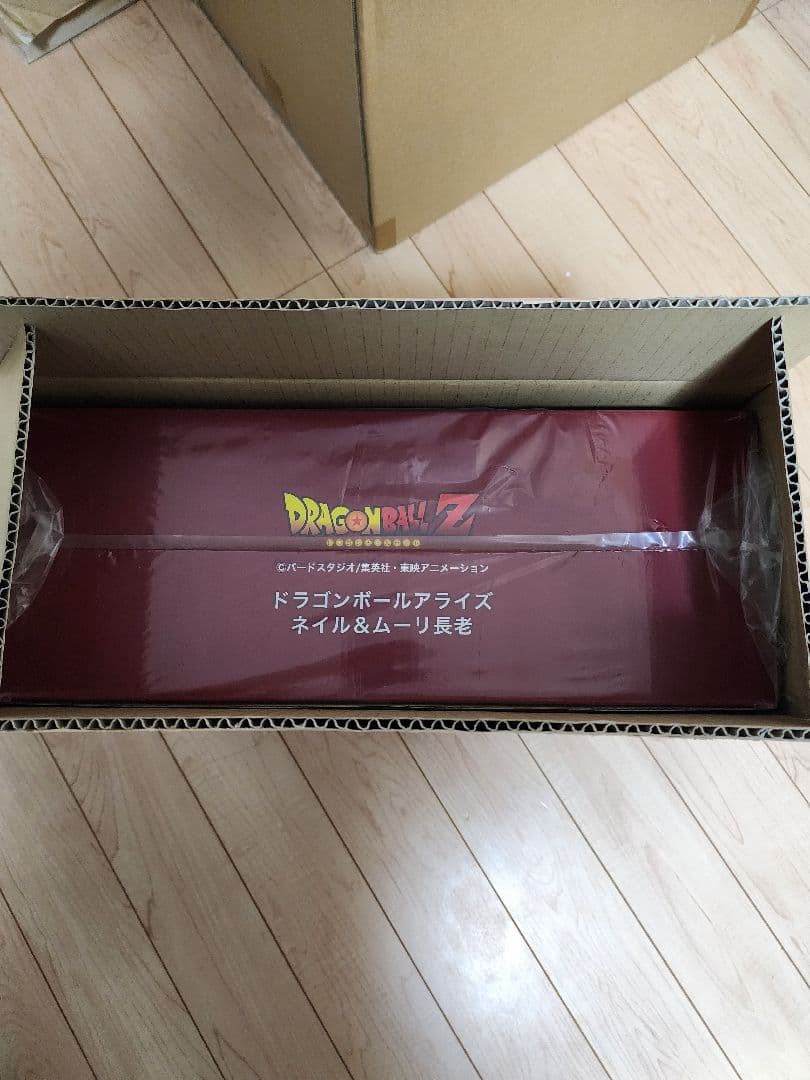 DRAGONBALL Z
©バードスタジオ/集英社・東映アニメーション
ドラゴンボールアライズ
ネイル&ムーリ長老